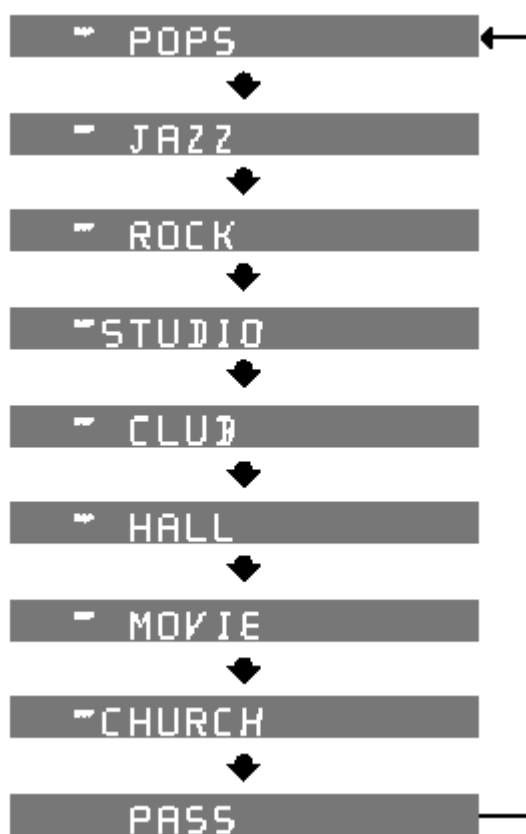 POPS
JAZZ
ROCK
STUDIO
CLUB
HALL
MOVIE
CHURCH
PASS